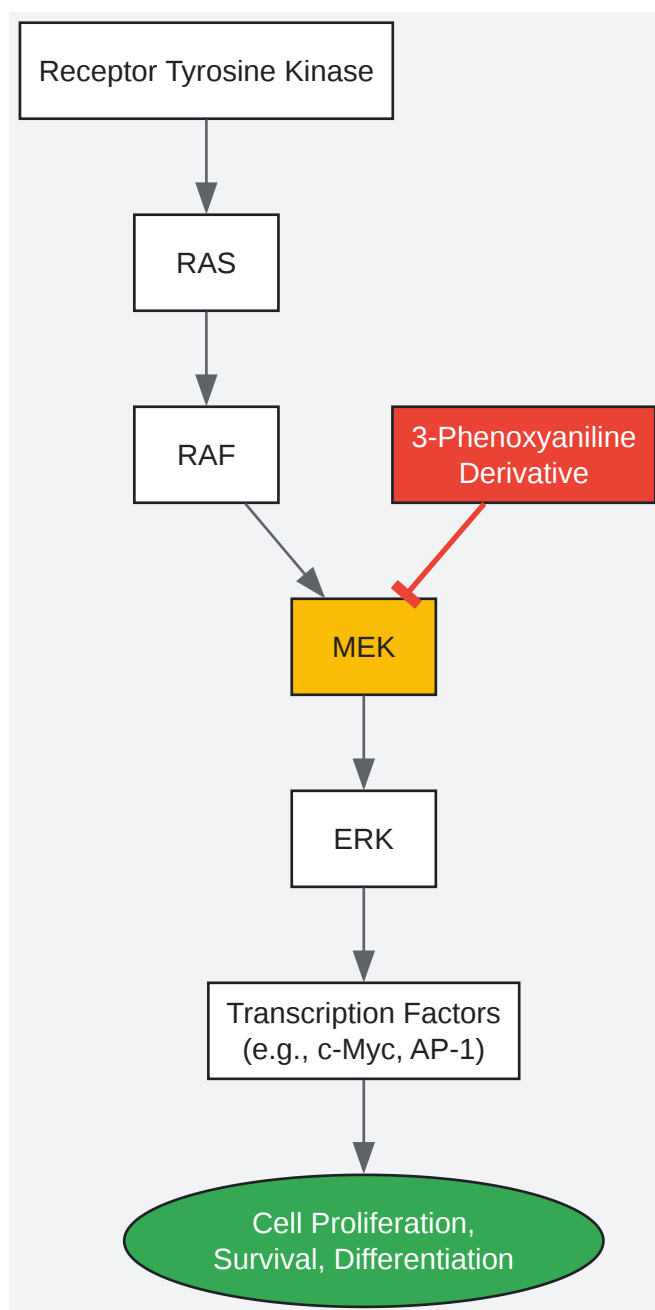 Receptor Tyrosine Kinase
RAS
RAF
3-Phenoxyaniline
Derivative
MEK
ERK
Transcription Factors
(e.g., c-Myc, AP-1)
Cell Proliferation,
Survival, Differentiation